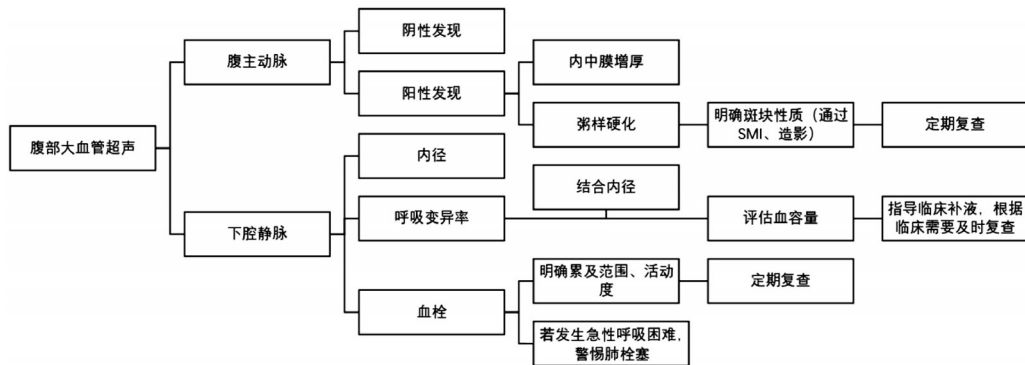 腹部大血管超声
腹主动脉
阴性发现
阳性发现
内中膜增厚
粥样硬化
明确斑块性质（通过
SMI、造影）
定期复查
下腔静脉
内径
呼吸变异率
结合内径
评估血容量
指导临床补液，根据
临床需要及时复查
血栓
明确累及范围、活动
度
定期复查
若发生急性呼吸困难，
警惕肺栓塞